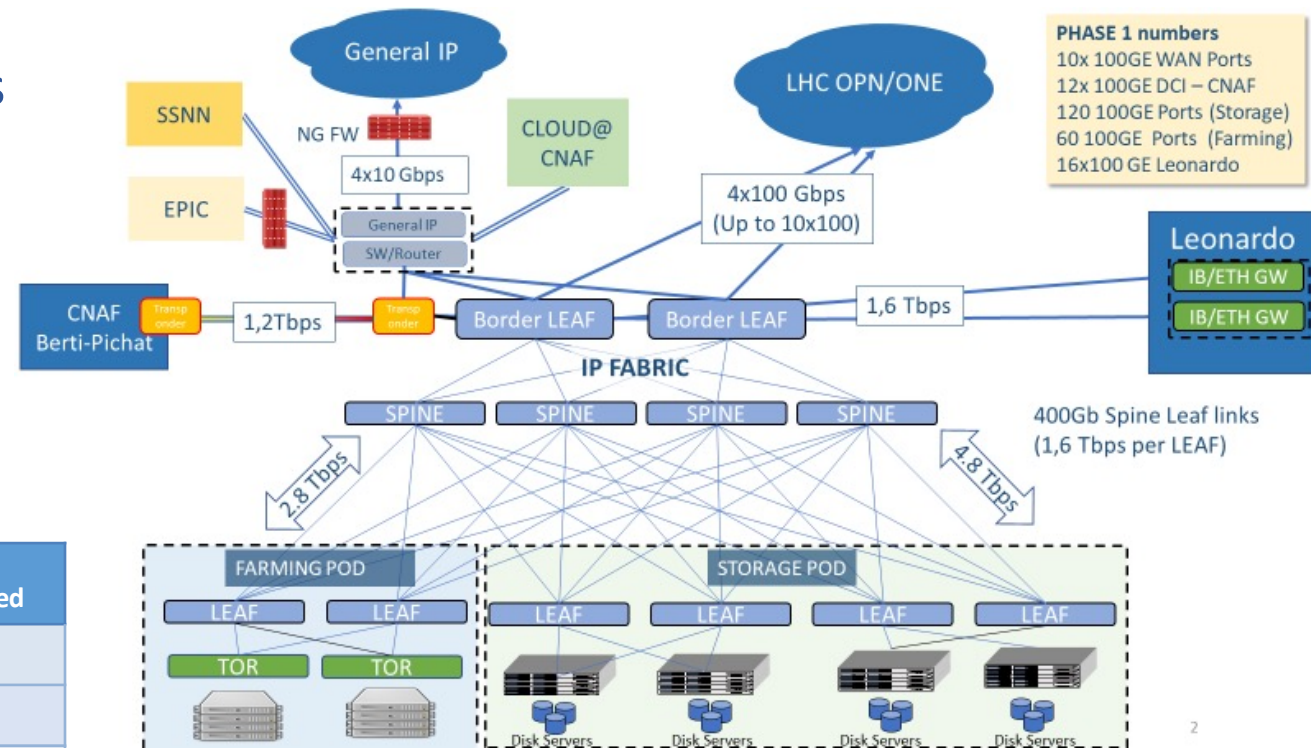 s
General IP
LHC OPN/ONE
PHASE 1 numbers
10x 100GE WAN Ports
12x 100GE DCI – CNAF
120 100GE Ports (Storage)
60 100GE Ports (Farming)
16x100 GE Leonardo
SSNN
NG FW
CLOUD@
CNAF
4x10 Gbps
4x100 Gbps
(Up to 10x100)
EPIC
General IP
SW/Router
Leonardo
IB/ETH GW
IB/ETH GW
CNAF
Berti-Pichat
Transp
onder
1,2Tbps
Transp
onder
Border LEAF
Border LEAF
1,6 Tbps
IP FABRIC
SPINE
SPINE
SPINE
SPINE
400Gb Spine Leaf links
(1,6 Tbps per LEAF)
2.8 Tbps
4.8 Tbps
ed
FARMING POD
STORAGE POD
LEAF
LEAF
LEAF
LEAF
LEAF
LEAF
TOR
TOR
Disk Servers
Disk Servers
Disk Servers
Disk Servers
2